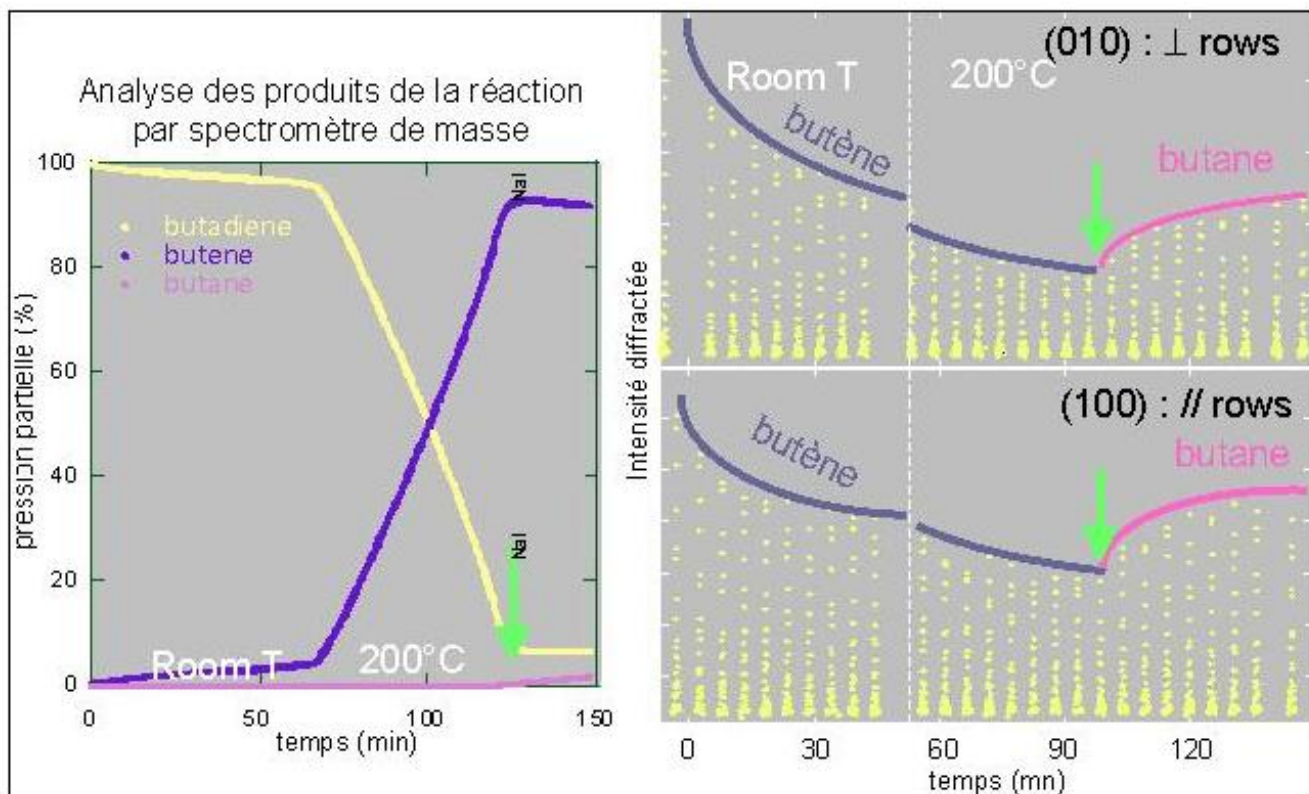 Analyse des produits de la réaction
par spectromètre de masse
pression partielle (%)
100
80
60
40
20
0
butadiène
butene
butane
NaI
NaI
Room T
200°C
0
50
100
150
temps (min)
Intensité diffractée
(010) : ⊥ rows
Room T
200°C
butène
butane
(100) : // rows
butène
butane
0
30
60
90
120
temps (mn)